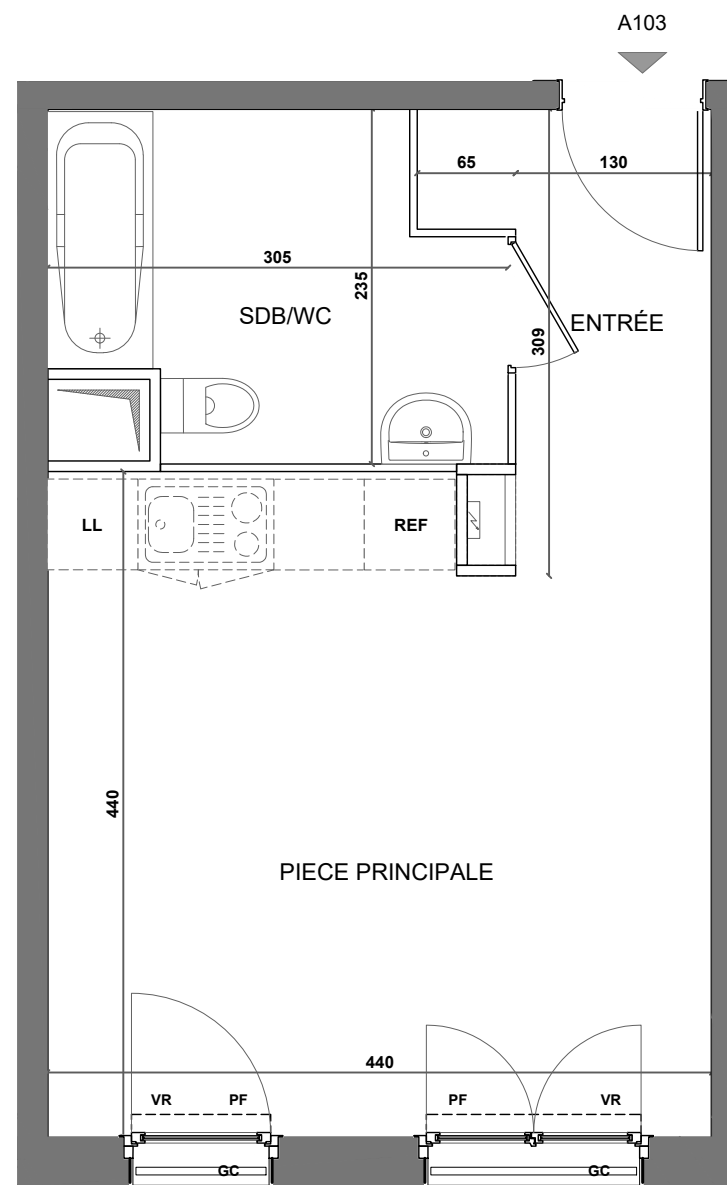 A103
65
130
305
235
SDB/WC
309
ENTRÉE
LL
REF
440
PIECE PRINCIPALE
440
VR
PF
PF
VR
GC
GC